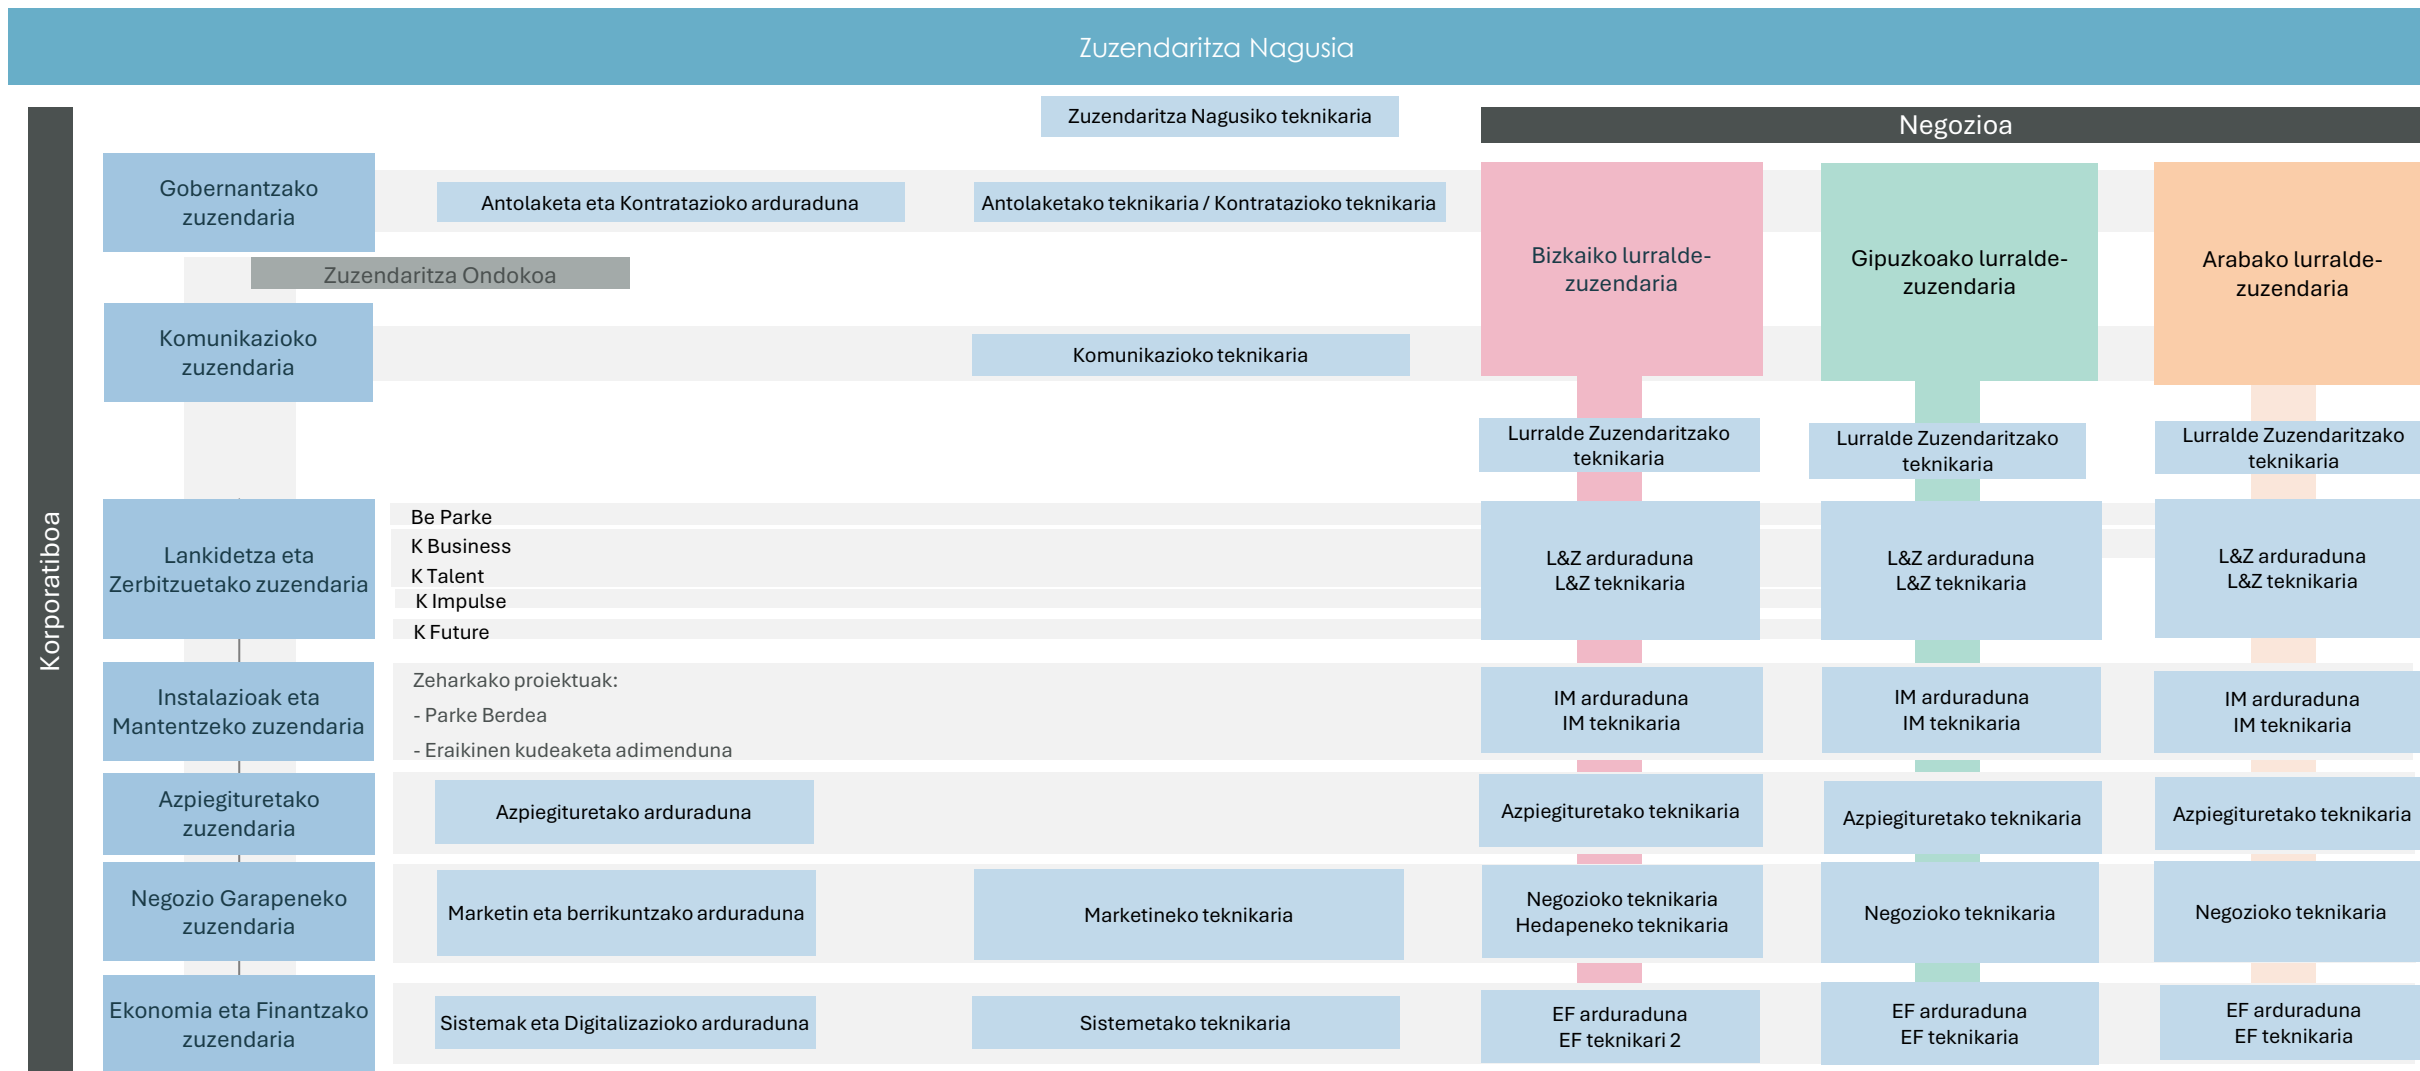 Zuzendaritza Nagusia
Zuzendaritza Nagusiko teknikaria
Negozioa
Korporatiboa
Gobernantzako
zuzendaria
Antolaketa eta Kontratazioko arduraduna
Antolaketako teknikaria / Kontratazioko teknikaria
Bizkaiko lurralde-
zuzendaria
Gipuzkoako lurralde-
zuzendaria
Arabako lurralde-
zuzendaria
Zuzendaritza Ondokoa
Komunikazioko
zuzendaria
Komunikazioko teknikaria
Lurralde Zuzendaritzako
teknikaria
Lurralde Zuzendaritzako
teknikaria
Lurralde Zuzendaritzako
teknikaria
Lankidetza eta
Zerbitzuetako zuzendaria
Be Parke
K Business
K Talent
K Impulse
K Future
L&Z arduraduna
L&Z teknikaria
L&Z arduraduna
L&Z teknikaria
L&Z arduraduna
L&Z teknikaria
Instalazioak eta
Mantentzeko zuzendaria
Zeharkako proiektuak:
- Parke Berdea
- Eraikinen kudeaketa adimenduna
IM arduraduna
IM teknikaria
IM arduraduna
IM teknikaria
IM arduraduna
IM teknikaria
Azpiegituretako
zuzendaria
Azpiegituretako arduraduna
Azpiegituretako teknikaria
Azpiegituretako teknikaria
Azpiegituretako teknikaria
Negozio Garapeneko
zuzendaria
Marketin eta berrikuntzako arduraduna
Marketineko teknikaria
Negozioko teknikaria
Hedapeneko teknikaria
Negozioko teknikaria
Negozioko teknikaria
Ekonomia eta Finantzako
zuzendaria
Sistemak eta Digitalizazioko arduraduna
Sistemetako teknikaria
EF arduraduna
EF teknikari 2
EF arduraduna
EF teknikaria
EF arduraduna
EF teknikaria